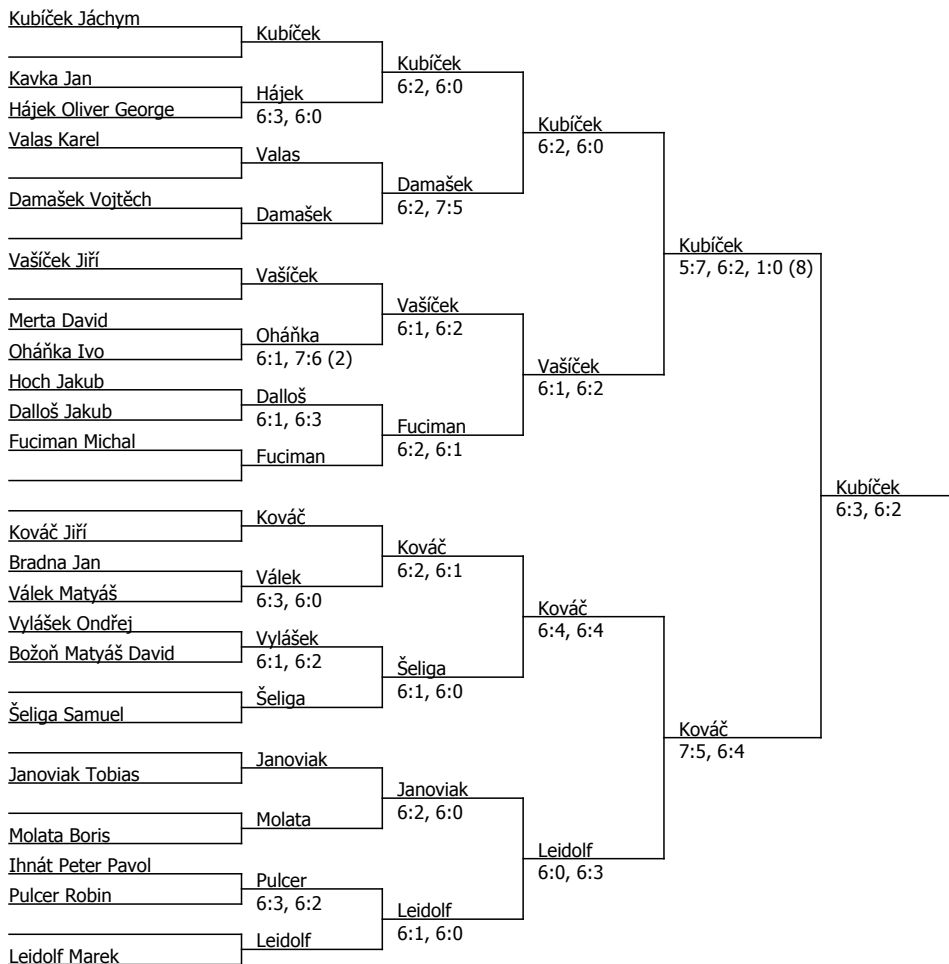 Kubíček Jáchym
Kubíček
Kubíček
6:2, 6:0
Kavka Jan
Hájek
6:3, 6:0
Hájek Oliver George
Kubíček
6:2, 6:0
Valas Karel
Valas
Damašek
6:2, 7:5
Damašek Vojtěch
Damašek
Kubíček
5:7, 6:2, 1:0 (8)
Vašíček Jiří
Vašíček
Vašíček
6:1, 6:2
Merta David
Oháňka
6:1, 7:6 (2)
Oháňka Ivo
Vašíček
6:1, 6:2
Hoch Jakub
Dalloš
6:1, 6:3
Dalloš Jakub
Fuciman
6:2, 6:1
Fuciman Michal
Fuciman
Kubíček
6:3, 6:2
Kováč
Kováč Jiří
Kováč
6:2, 6:1
Bradna Jan
Válek
6:3, 6:0
Válek Matyáš
Kováč
6:4, 6:4
Vylášek Ondřej
Vylášek
6:1, 6:2
Božoň Matyáš David
Šeliga
6:1, 6:0
Šeliga
Šeliga Samuel
Kováč
7:5, 6:4
Janoviak
Janoviak Tobias
Janoviak
6:2, 6:0
Molata
Molata Boris
Leidolf
6:0, 6:3
Ihnát Peter Pavol
Pulcer
6:3, 6:2
Pulcer Robin
Leidolf
6:1, 6:0
Leidolf
Leidolf Marek